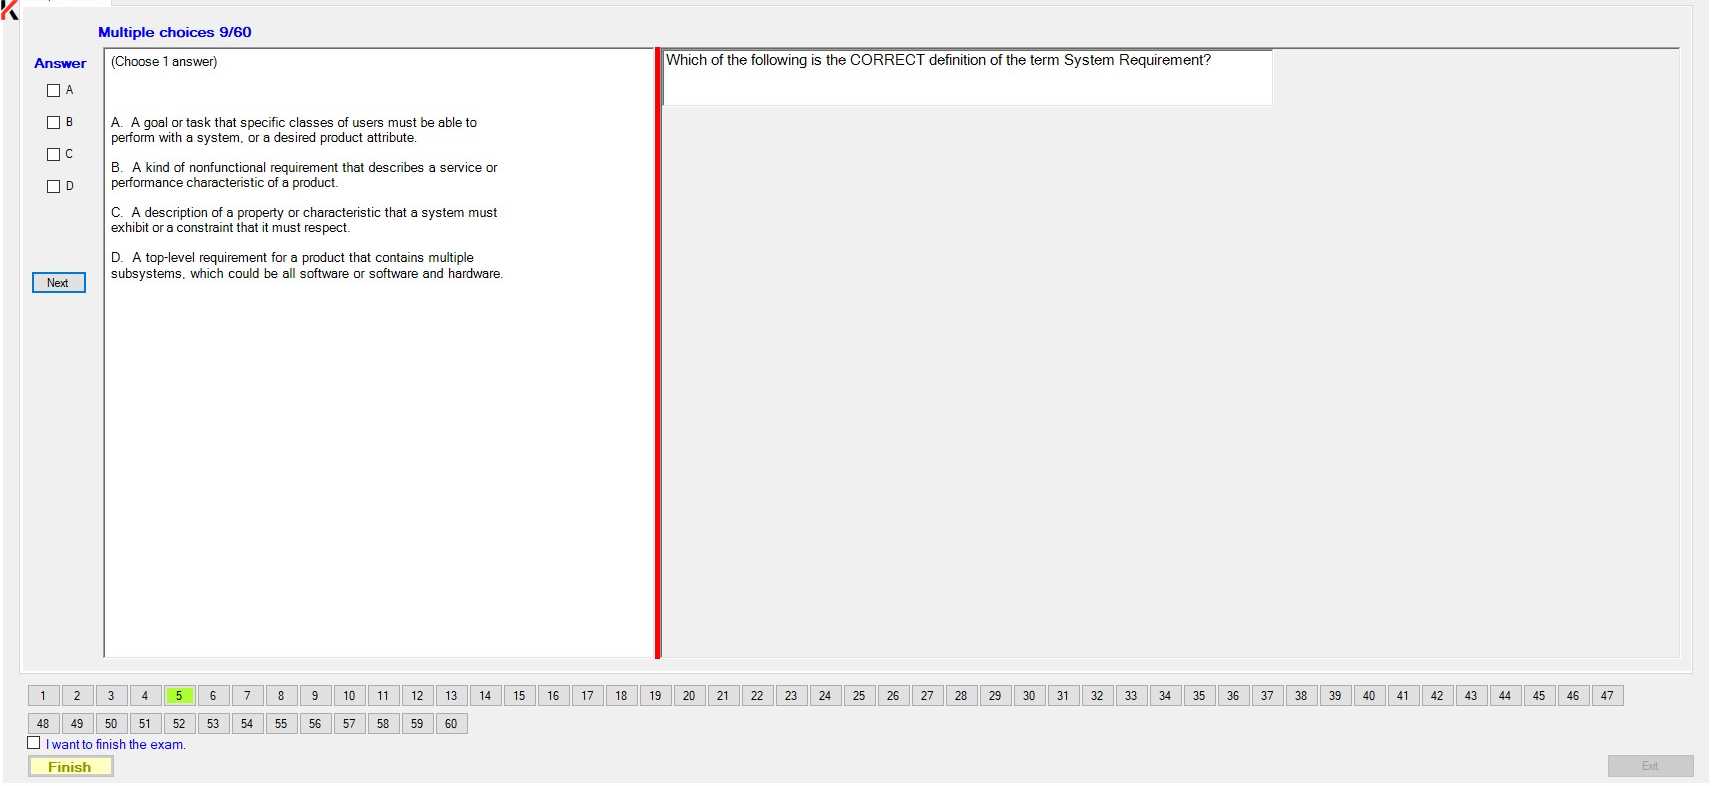 Multiple choices 9/60
Answer
A
B
C
D
Next
(Choose 1 answer)
A. A goal or task that specific classes of users must be able to
perform with a system, or a desired product attribute.
B. A kind of nonfunctional requirement that describes a service or
performance characteristic of a product.
C. A description of a property or characteristic that a system must
exhibit or a constraint that it must respect.
D. A top-level requirement for a product that contains multiple
subsystems, which could be all software or software and hardware.
Which of the following is the CORRECT definition of the term System Requirement?
1 2 3 4 5 6 7 8 9 10 11 12 13 14 15 16 17 18 19 20 21 22 23 24 25 26 27 28 29 30 31 32 33 34 35 36 37 38 39 40 41 42 43 44 45 46 47
48 49 50 51 52 53 54 55 56 57 58 59 60
I want to finish the exam.
Finish
Exit